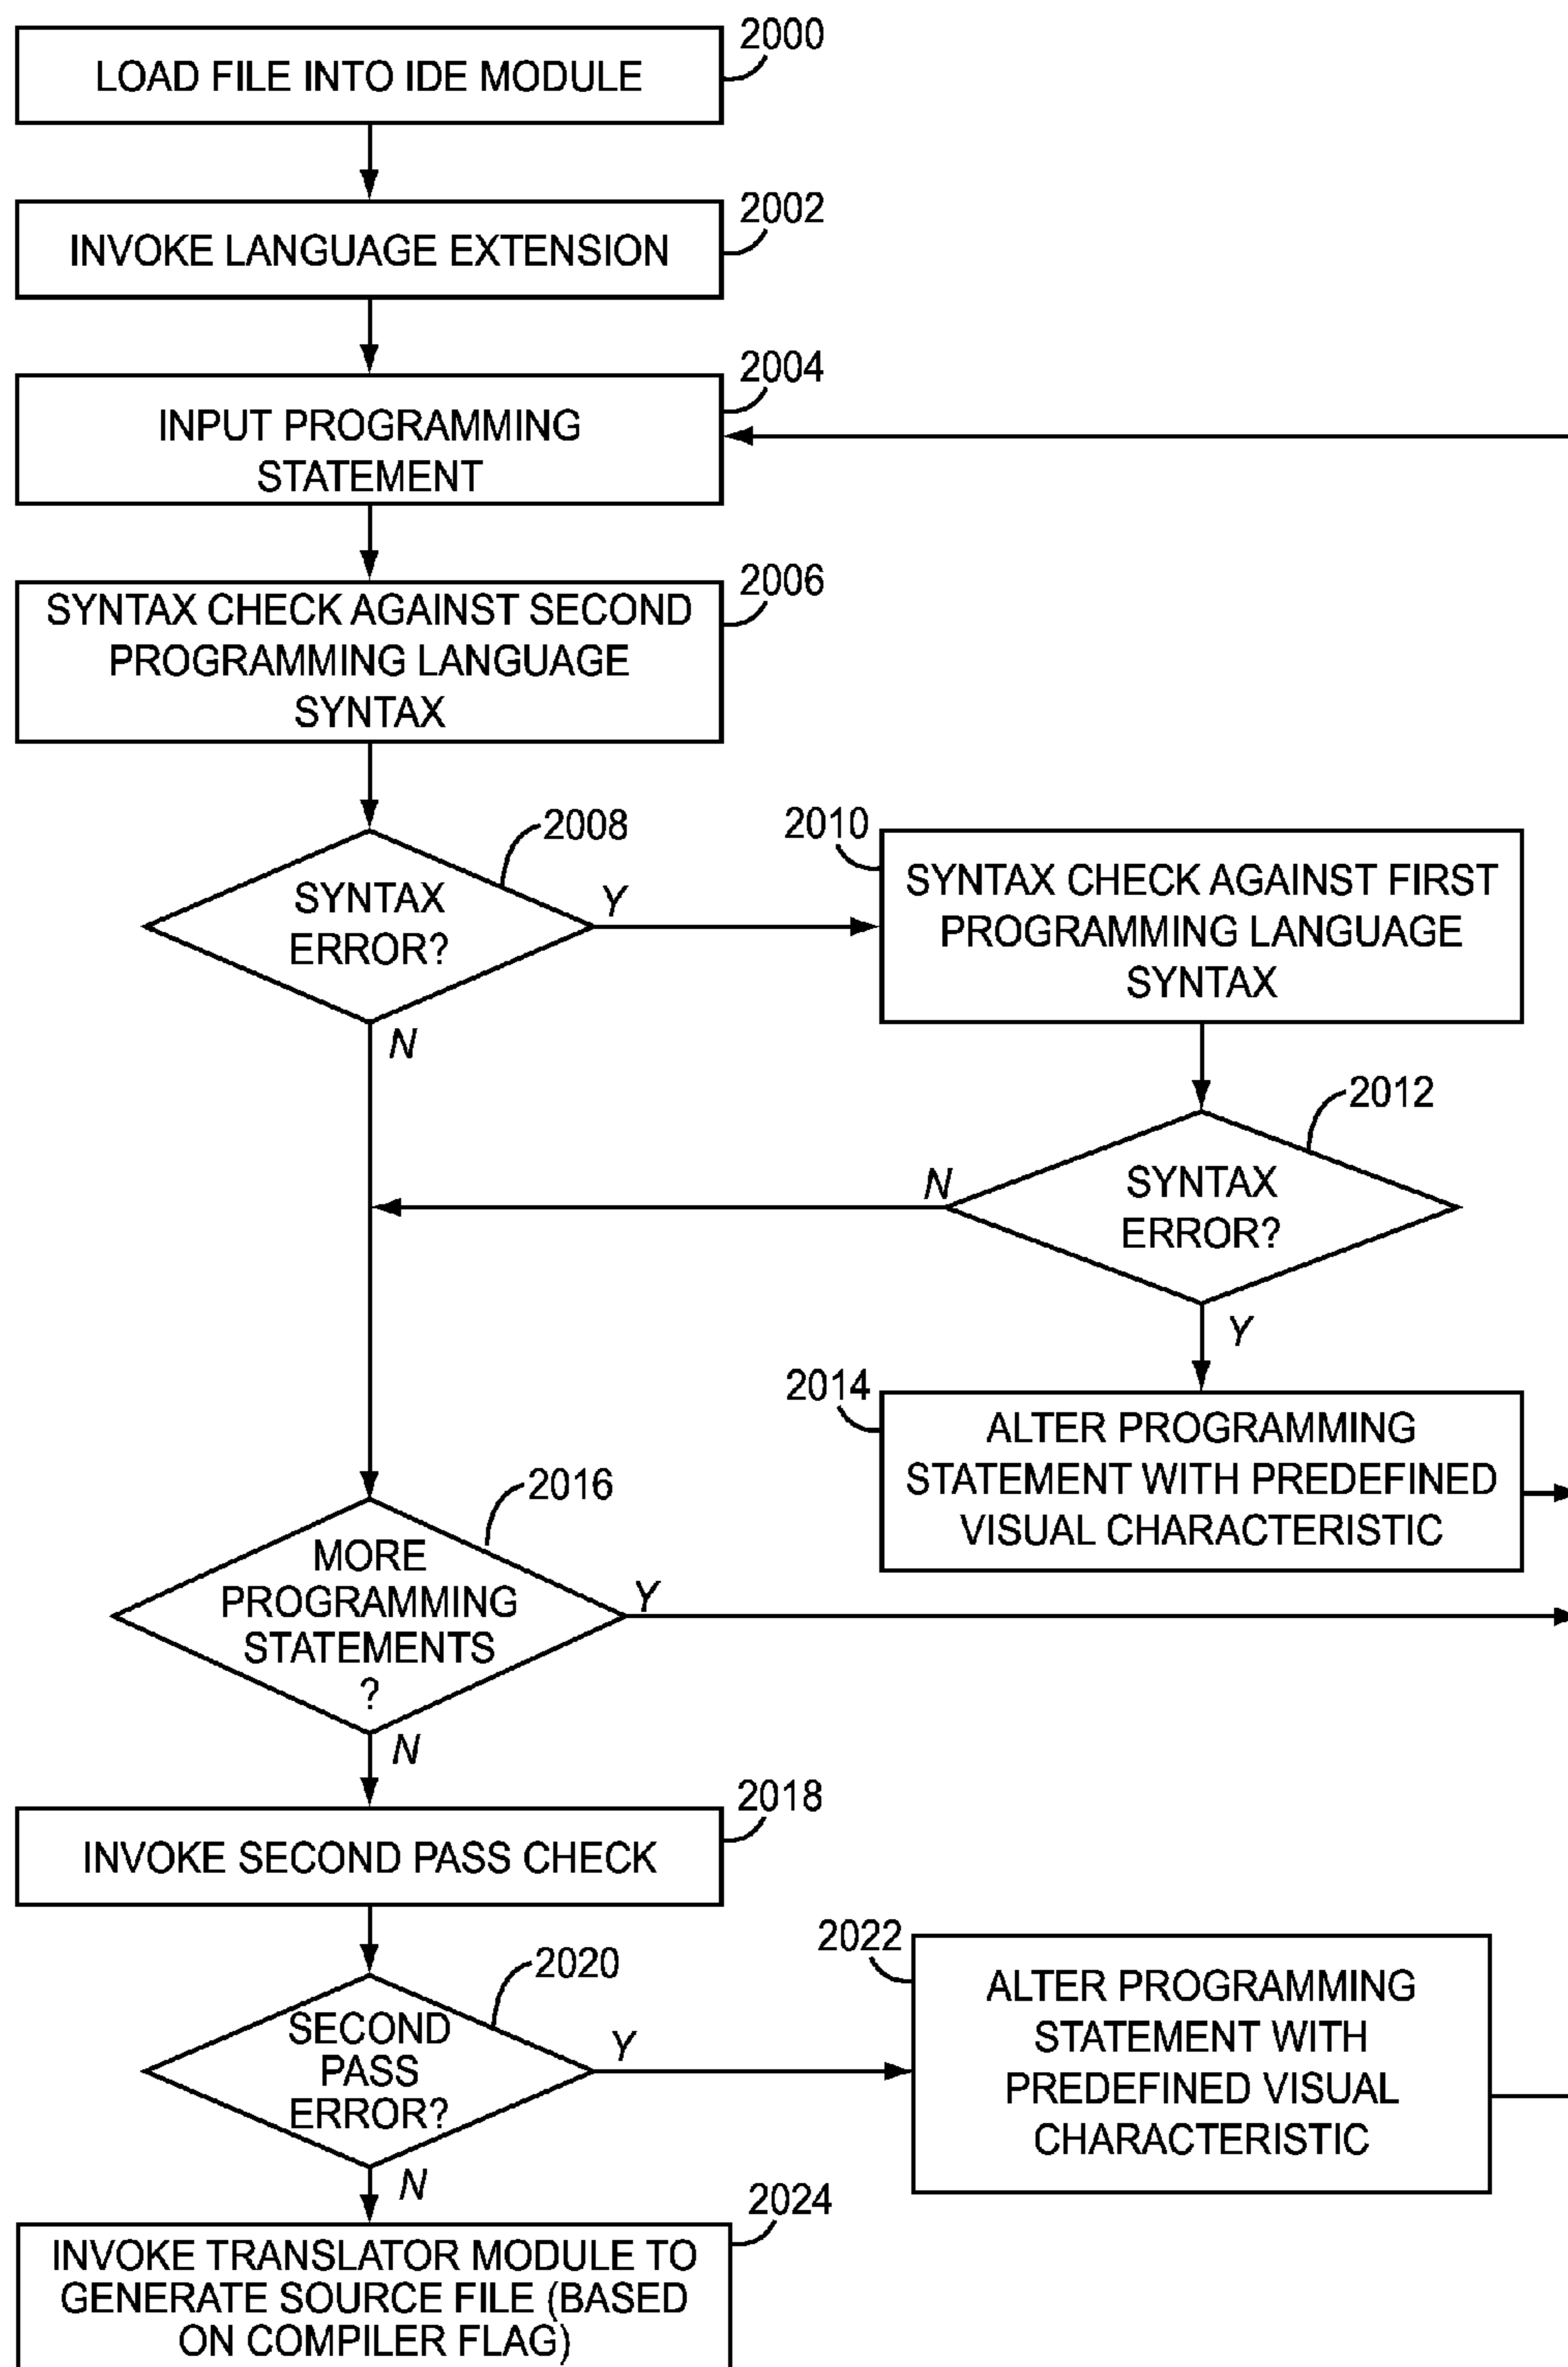 2000
LOAD FILE INTO IDE MODULE
2002
INVOKE LANGUAGE EXTENSION
2004
INPUT PROGRAMMING
STATEMENT
2006
SYNTAX CHECK AGAINST SECOND
PROGRAMMING LANGUAGE
SYNTAX
2008
SYNTAX
ERROR?
Y
N
2010
SYNTAX CHECK AGAINST FIRST
PROGRAMMING LANGUAGE
SYNTAX
2012
SYNTAX
ERROR?
N
Y
2014
ALTER PROGRAMMING
STATEMENT WITH PREDEFINED
VISUAL CHARACTERISTIC
2016
MORE
PROGRAMMING
STATEMENTS
?
Y
N
2018
INVOKE SECOND PASS CHECK
2020
SECOND
PASS
ERROR?
Y
N
2022
ALTER PROGRAMMING
STATEMENT WITH
PREDEFINED VISUAL
CHARACTERISTIC
2024
INVOKE TRANSLATOR MODULE TO
GENERATE SOURCE FILE (BASED
ON COMPILER FLAG)